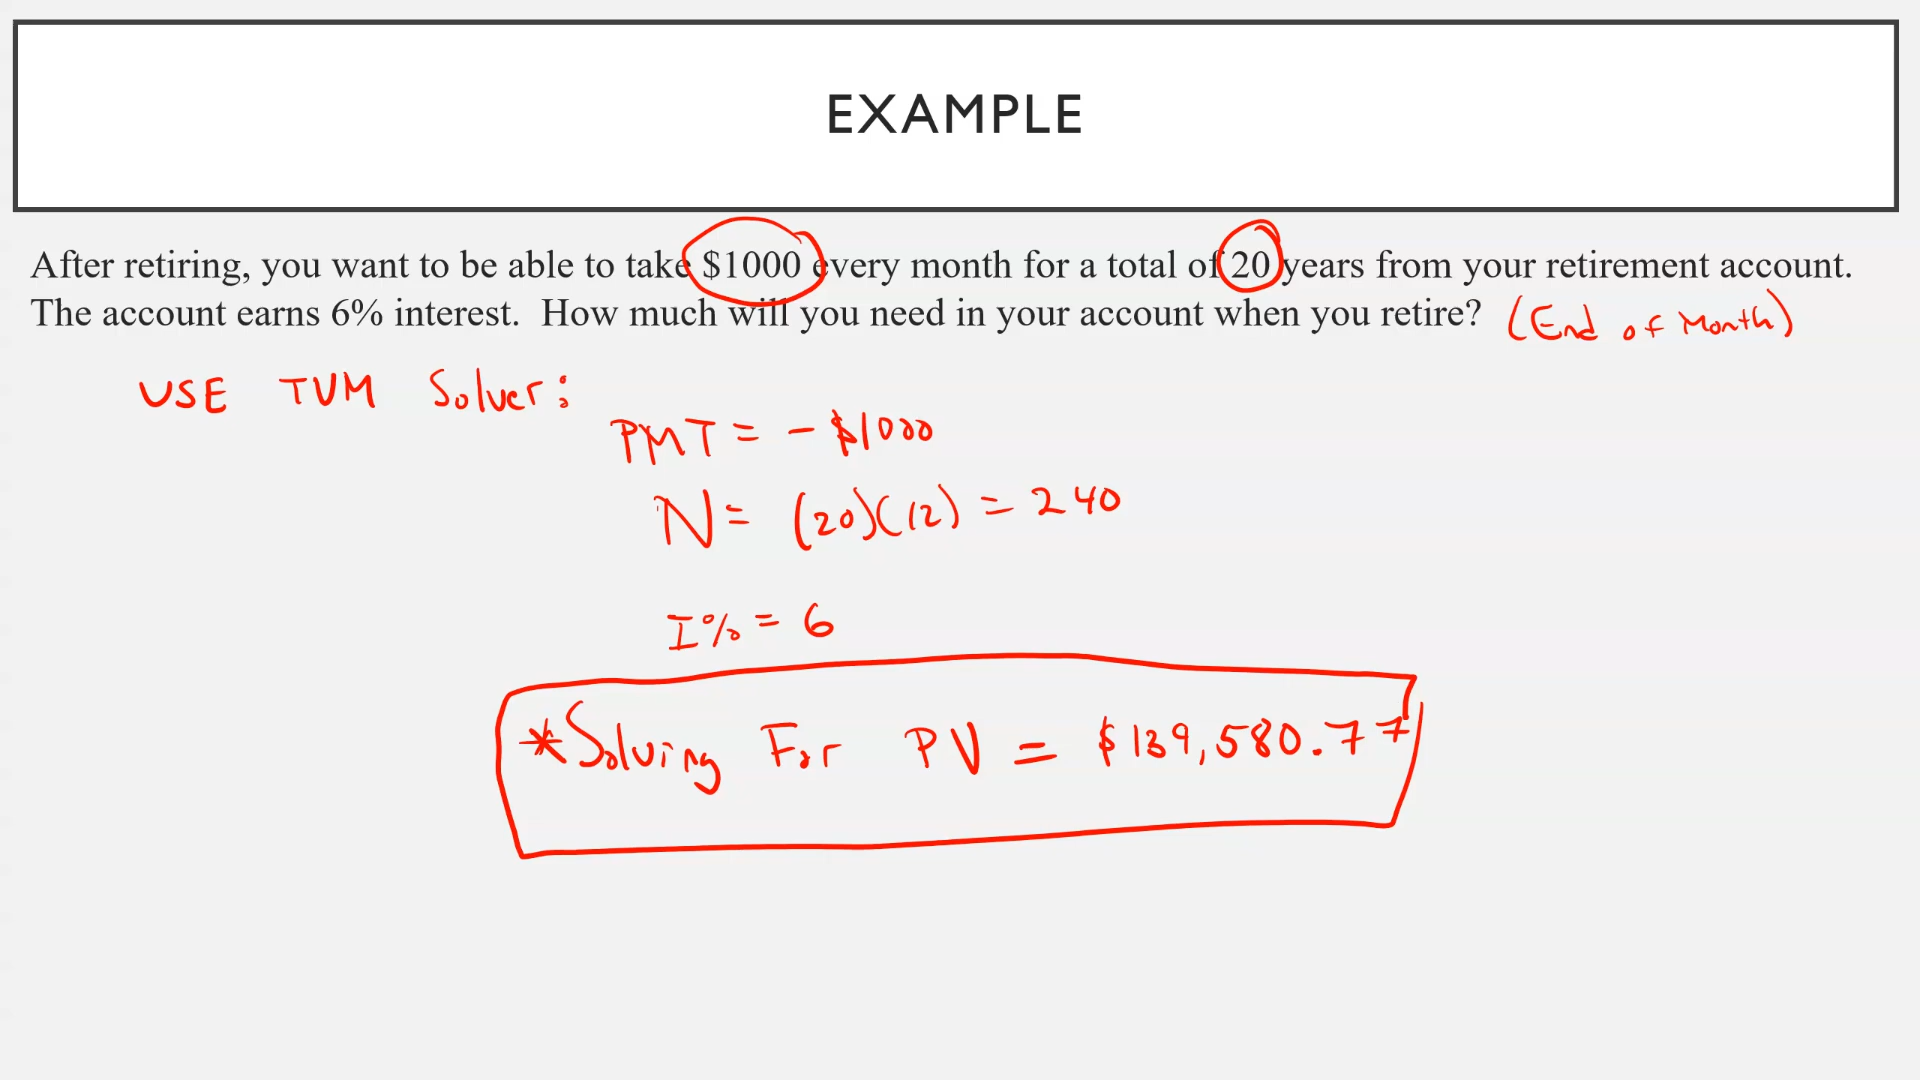 EXAMPLE
After retiring, you want to be able to take $1000 every month for a total of 20 years from your retirement account.
The account earns 6% interest.  How much will you need in your account when you retire? (End of Month)
USE TVM Solver:
PMT = - $1000
N = (20)(12) = 240
I% = 6
*Solving For PV = $139,580.77